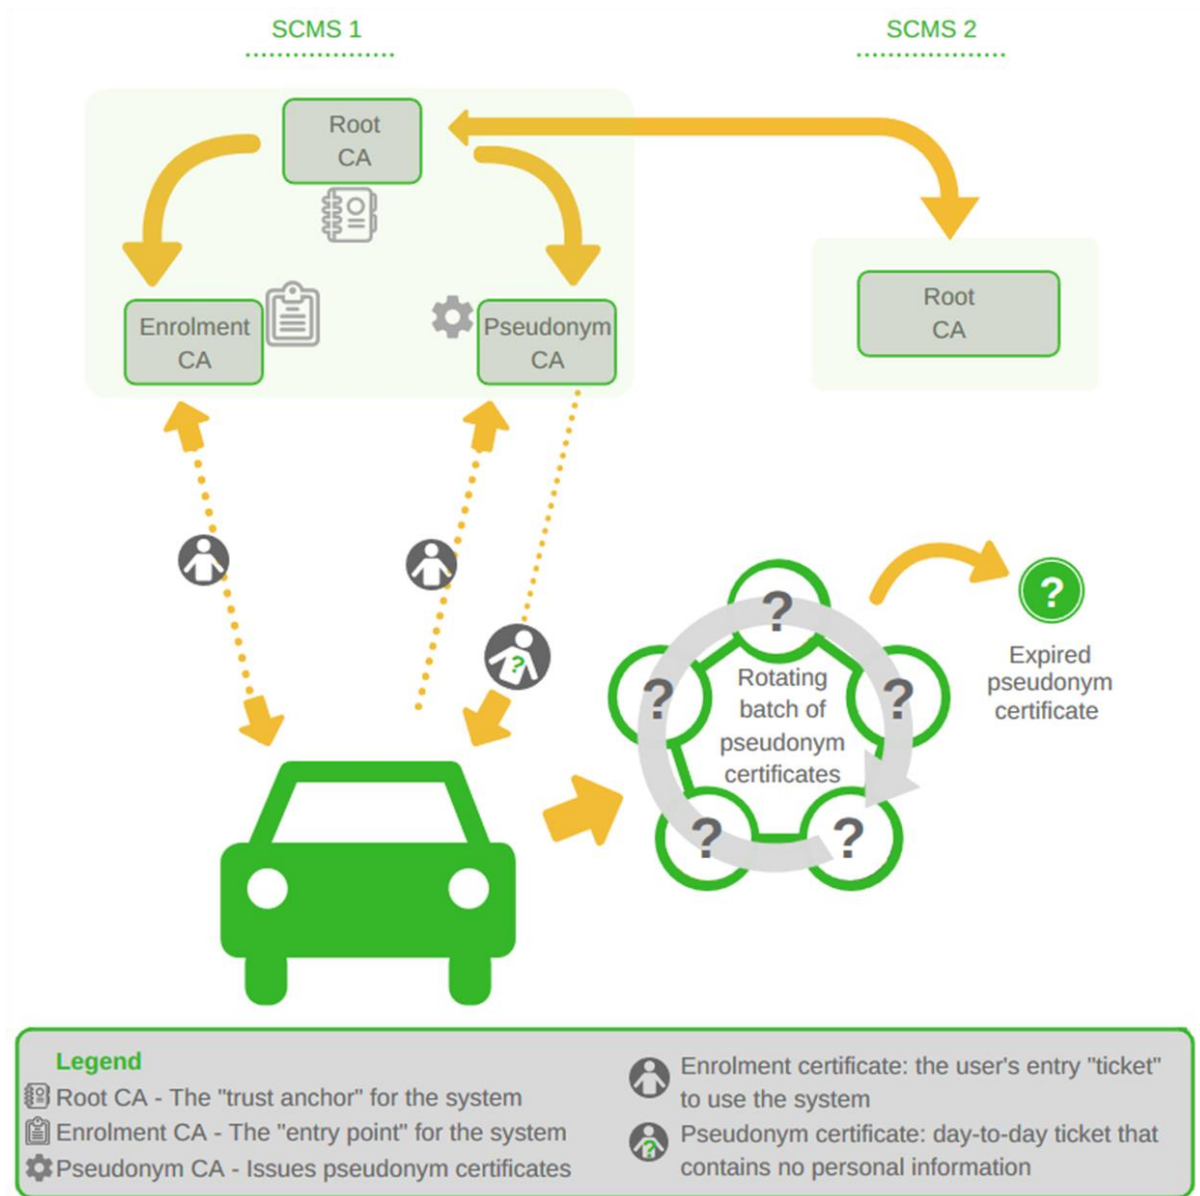 SCMS 1
SCMS 2
Root
CA
Enrolment
CA
Pseudonym
CA
Root
CA
?
?
?
?
?
?
?
Rotating
batch of
pseudonym
certificates
Expired
pseudonym
certificate
Legend
Root CA - The "trust anchor" for the system
Enrolment CA - The "entry point" for the system
Pseudonym CA - Issues pseudonym certificates
Enrolment certificate: the user's entry "ticket"
to use the system
?
Pseudonym certificate: day-to-day ticket that
contains no personal information